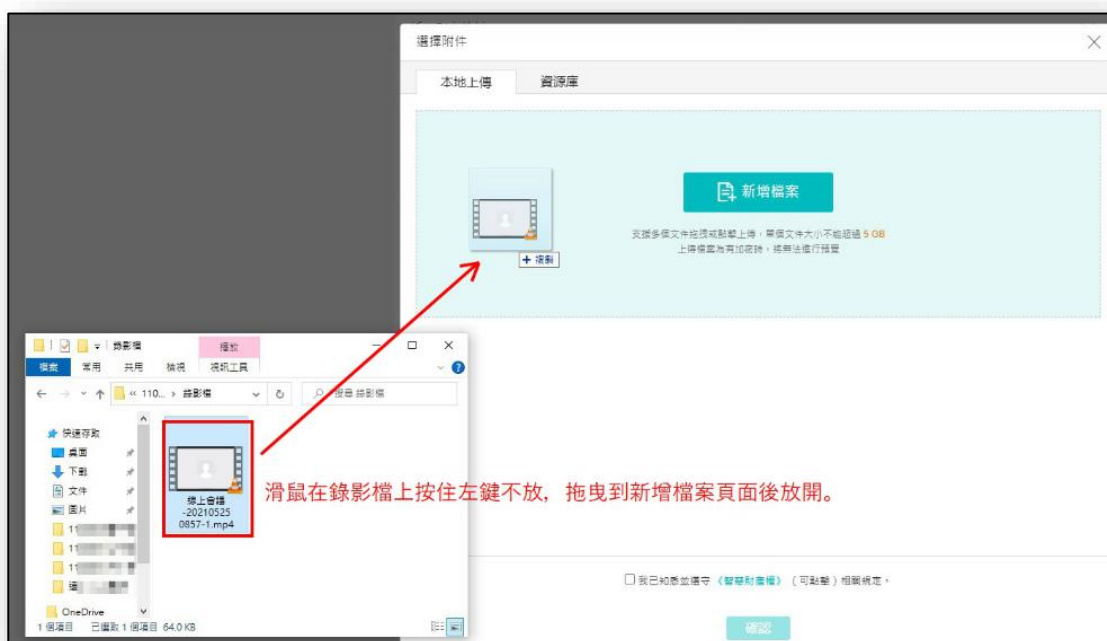 選擇附件
本地上傳
資源庫
新增檔案
支援多個文件拖拽或點擊上傳，單個文件大小不能超過 5 GB
上傳檔案為有加密時，將無法進行預覽
+ 複製
錄影檔
播放
檔案
常用
共用
檢視
視訊工具
« 110... › 錄影檔
搜尋 錄影檔
快速存取
桌面
下載
文件
圖片
11
11
11
OneDrive
線上會議
-20210525
0857-1.mp4
滑鼠在錄影檔上按住左鍵不放，拖曳到新增檔案頁面後放開。
1 個項目
已選取 1 個項目 64.0 KB
我已知悉並遵守 《智慧財產權》 （可點擊）相關規定。
確認